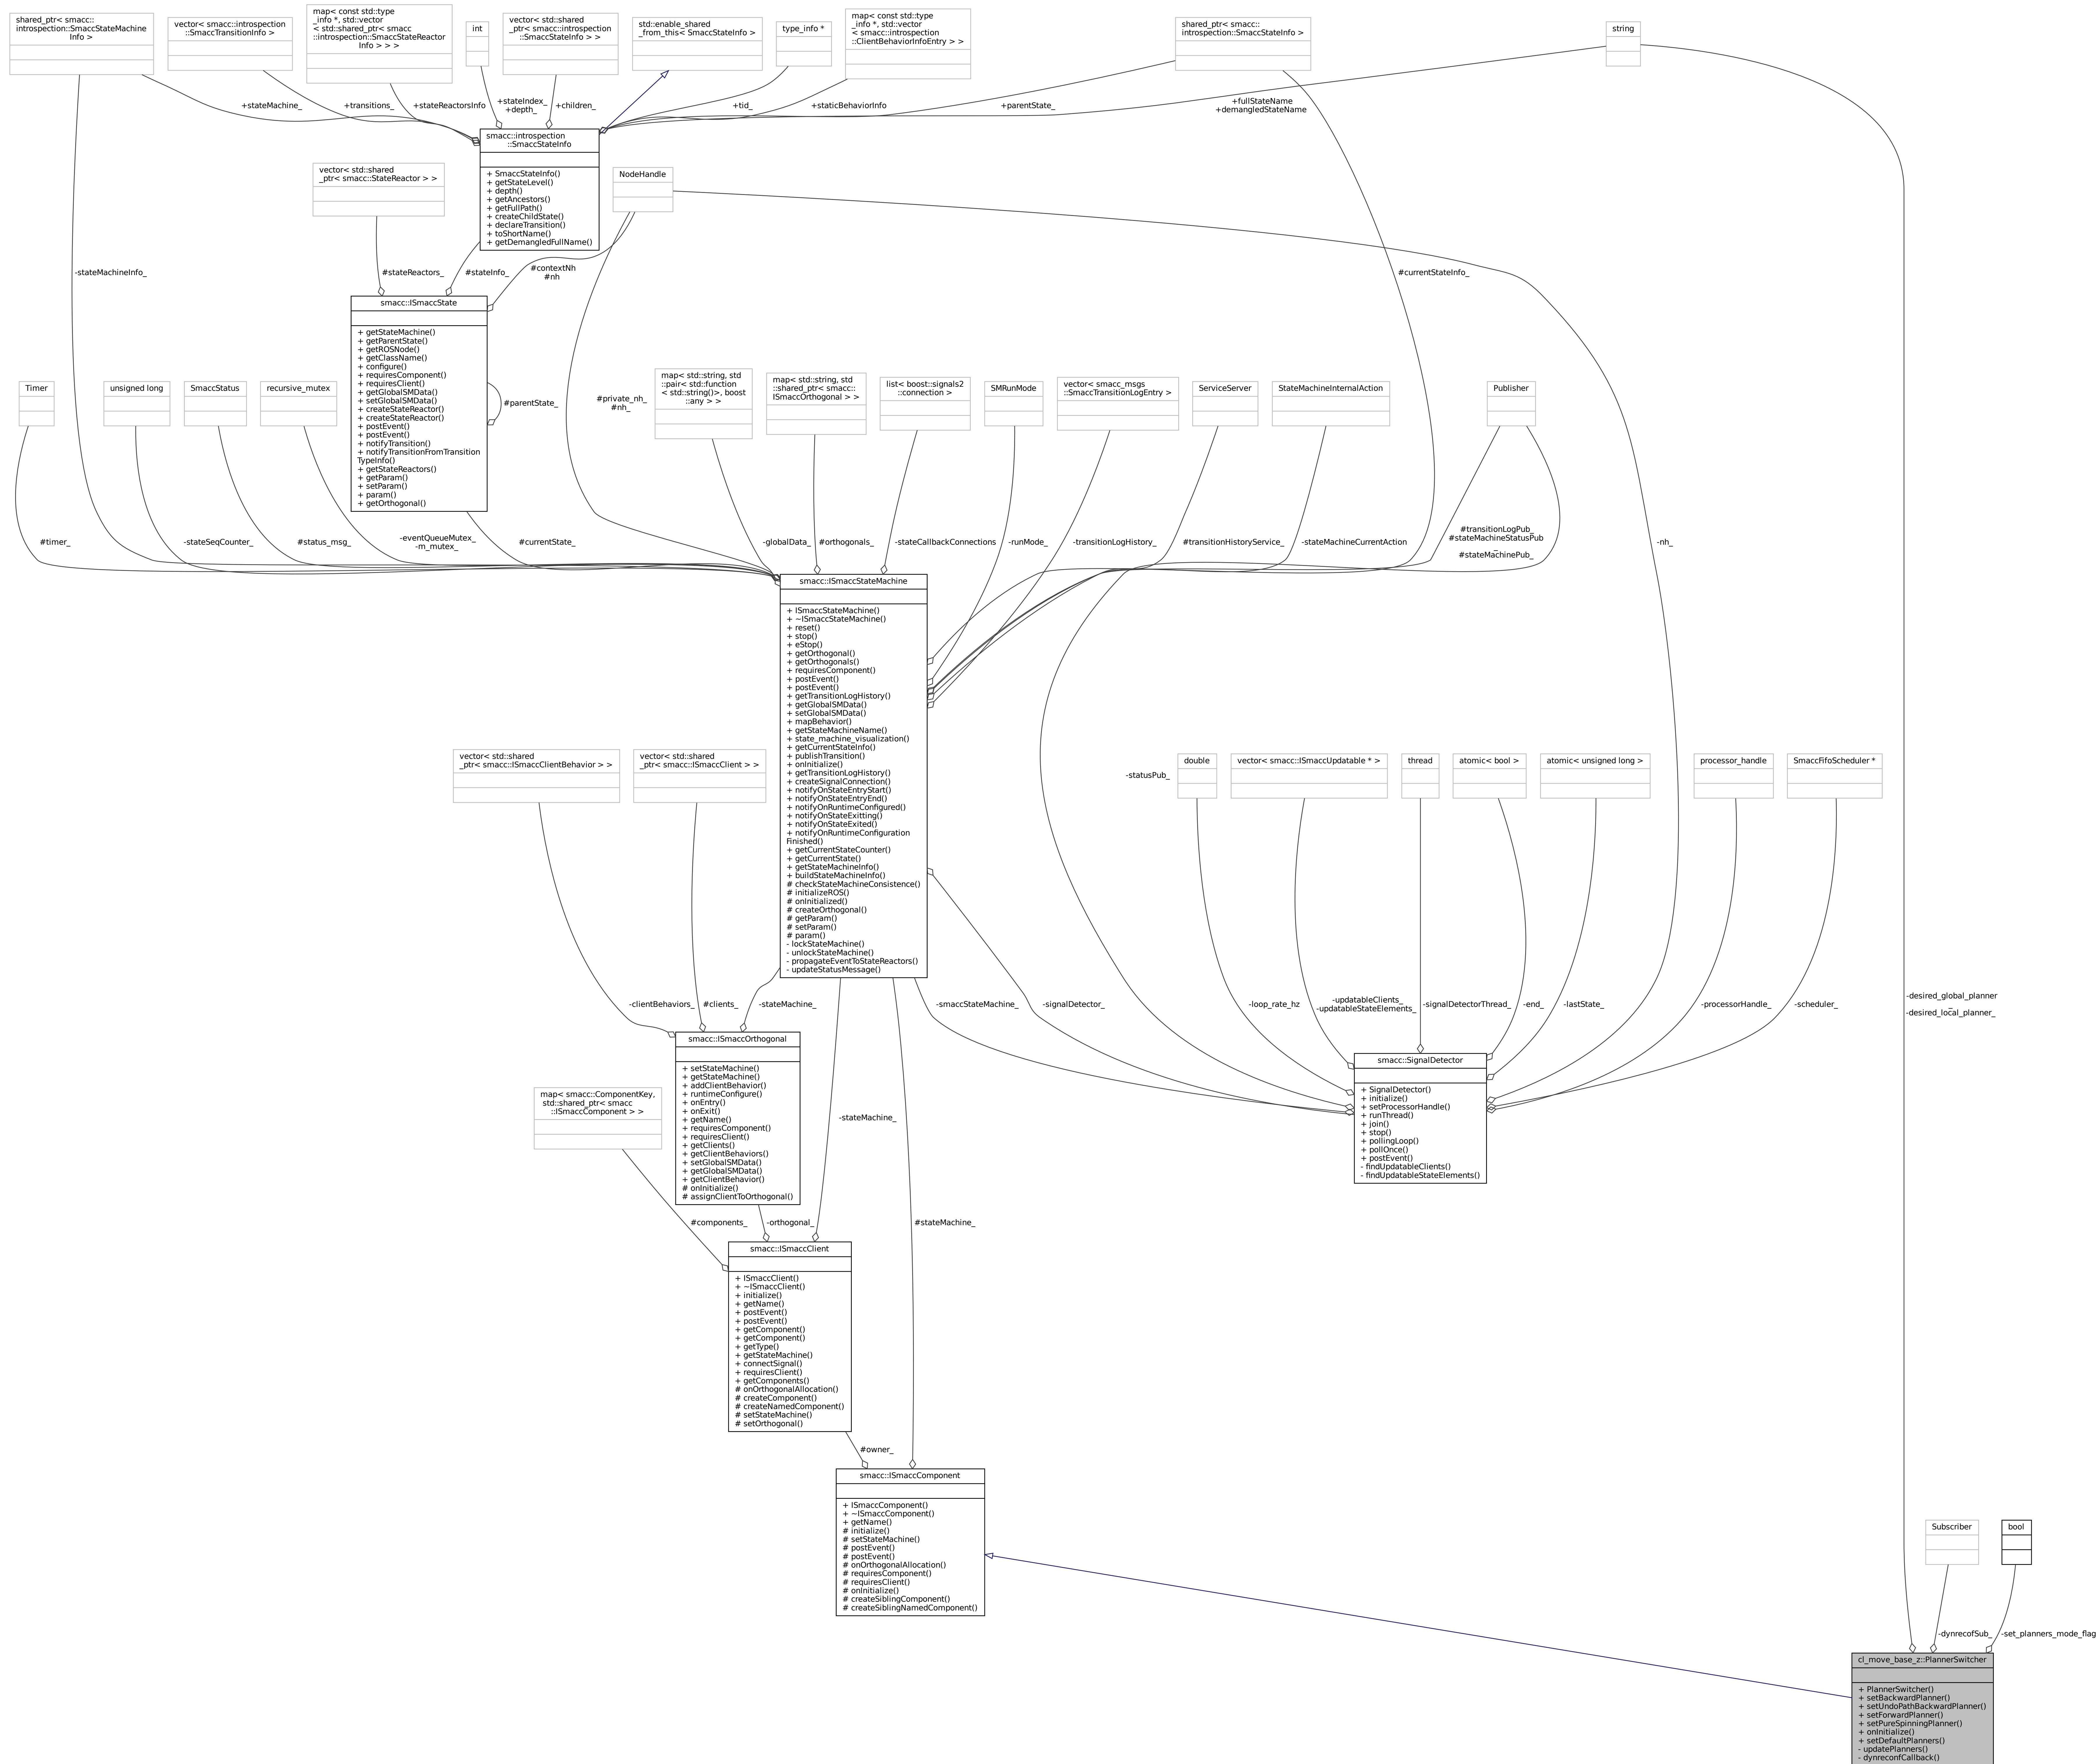 shared_ptr< smacc::
introspection::SmaccStateMachine
Info >
vector< smacc::introspection
::SmaccTransitionInfo >
map< const std::type
_info *, std::vector
< std::shared_ptr< smacc
::introspection::SmaccStateReactor
Info > > >
int
vector< std::shared
_ptr< smacc::introspection
::SmaccStateInfo > >
std::enable_shared
_from_this< SmaccStateInfo >
type_info *
map< const std::type
_info *, std::vector
< smacc::introspection
::ClientBehaviorInfoEntry > >
shared_ptr< smacc::
introspection::SmaccStateInfo >
string
+stateMachine_
+transitions_
+stateReactorsInfo
+stateIndex_
+depth_
+children_
+tid_
+staticBehaviorInfo
+parentState_
+fullStateName
+demangledStateName
smacc::introspection
::SmaccStateInfo
+ SmaccStateInfo()
+ getStateLevel()
+ depth()
+ getAncestors()
+ getFullPath()
+ createChildState()
+ declareTransition()
+ toShortName()
+ getDemangledFullName()
vector< std::shared
_ptr< smacc::StateReactor > >
NodeHandle
-stateMachineInfo_
#stateReactors_
#stateInfo_
#contextNh
#nh
#currentStateInfo_
smacc::ISmaccState
+ getStateMachine()
+ getParentState()
+ getROSNode()
+ getClassName()
+ configure()
+ requiresComponent()
+ requiresClient()
+ getGlobalSMData()
+ setGlobalSMData()
+ createStateReactor()
+ createStateReactor()
+ postEvent()
+ postEvent()
+ notifyTransition()
+ notifyTransitionFromTransition
TypeInfo()
+ getStateReactors()
+ getParam()
+ setParam()
+ param()
+ getOrthogonal()
#parentState_
Timer
unsigned long
SmaccStatus
recursive_mutex
#private_nh_
#nh_
map< std::string, std
::pair< std::function
< std::string()>, boost
::any > >
map< std::string, std
::shared_ptr< smacc::
ISmaccOrthogonal > >
list< boost::signals2
::connection >
SMRunMode
vector< smacc_msgs
::SmaccTransitionLogEntry >
ServiceServer
StateMachineInternalAction
Publisher
#timer_
-stateSeqCounter_
#status_msg_
-eventQueueMutex_
-m_mutex_
#currentState_
-globalData_
#orthogonals_
-stateCallbackConnections
-runMode_
-transitionLogHistory_
#transitionHistoryService_
-stateMachineCurrentAction
#transitionLogPub_
#stateMachineStatusPub
_
#stateMachinePub_
-nh_
smacc::ISmaccStateMachine
+ ISmaccStateMachine()
+ ~ISmaccStateMachine()
+ reset()
+ stop()
+ eStop()
+ getOrthogonal()
+ getOrthogonals()
+ requiresComponent()
+ postEvent()
+ postEvent()
+ getTransitionLogHistory()
+ getGlobalSMData()
+ setGlobalSMData()
+ mapBehavior()
+ getStateMachineName()
+ state_machine_visualization()
+ getCurrentStateInfo()
+ publishTransition()
+ onInitialize()
+ getTransitionLogHistory()
+ createSignalConnection()
+ notifyOnStateEntryStart()
+ notifyOnStateEntryEnd()
+ notifyOnRuntimeConfigured()
+ notifyOnStateExitting()
+ notifyOnStateExited()
+ notifyOnRuntimeConfiguration
Finished()
+ getCurrentStateCounter()
+ getCurrentState()
+ getStateMachineInfo()
+ buildStateMachineInfo()
# checkStateMachineConsistence()
# initializeROS()
# onInitialized()
# createOrthogonal()
# getParam()
# setParam()
# param()
- lockStateMachine()
- unlockStateMachine()
- propagateEventToStateReactors()
- updateStatusMessage()
vector< std::shared
_ptr< smacc::ISmaccClientBehavior > >
vector< std::shared
_ptr< smacc::ISmaccClient > >
-statusPub_
double
vector< smacc::ISmaccUpdatable * >
thread
atomic< bool >
atomic< unsigned long >
processor_handle
SmaccFifoScheduler *
-clientBehaviors_
#clients_
-stateMachine_
-smaccStateMachine_
-signalDetector_
-loop_rate_hz
-updatableClients_
-updatableStateElements_
-signalDetectorThread_
-end_
-lastState_
-processorHandle_
-scheduler_
-desired_global_planner
_
-desired_local_planner_
smacc::ISmaccOrthogonal
+ setStateMachine()
+ getStateMachine()
+ addClientBehavior()
+ runtimeConfigure()
+ onEntry()
+ onExit()
+ getName()
+ requiresComponent()
+ requiresClient()
+ getClients()
+ getClientBehaviors()
+ setGlobalSMData()
+ getGlobalSMData()
+ getClientBehavior()
# onInitialize()
# assignClientToOrthogonal()
smacc::SignalDetector
+ SignalDetector()
+ initialize()
+ setProcessorHandle()
+ runThread()
+ join()
+ stop()
+ pollingLoop()
+ pollOnce()
+ postEvent()
- findUpdatableClients()
- findUpdatableStateElements()
map< smacc::ComponentKey,
std::shared_ptr< smacc
::ISmaccComponent > >
-stateMachine_
#components_
-orthogonal_
#stateMachine_
smacc::ISmaccClient
+ ISmaccClient()
+ ~ISmaccClient()
+ initialize()
+ getName()
+ postEvent()
+ postEvent()
+ getComponent()
+ getComponent()
+ getType()
+ getStateMachine()
+ connectSignal()
+ requiresClient()
+ getComponents()
# onOrthogonalAllocation()
# createComponent()
# createNamedComponent()
# setStateMachine()
# setOrthogonal()
#owner_
smacc::ISmaccComponent
+ ISmaccComponent()
+ ~ISmaccComponent()
+ getName()
# initialize()
# setStateMachine()
# postEvent()
# postEvent()
# onOrthogonalAllocation()
# requiresComponent()
# requiresClient()
# onInitialize()
# createSiblingComponent()
# createSiblingNamedComponent()
Subscriber
bool
-dynrecofSub_
-set_planners_mode_flag
cl_move_base_z::PlannerSwitcher
+ PlannerSwitcher()
+ setBackwardPlanner()
+ setUndoPathBackwardPlanner()
+ setForwardPlanner()
+ setPureSpinningPlanner()
+ onInitialize()
+ setDefaultPlanners()
- updatePlanners()
- dynreconfCallback()